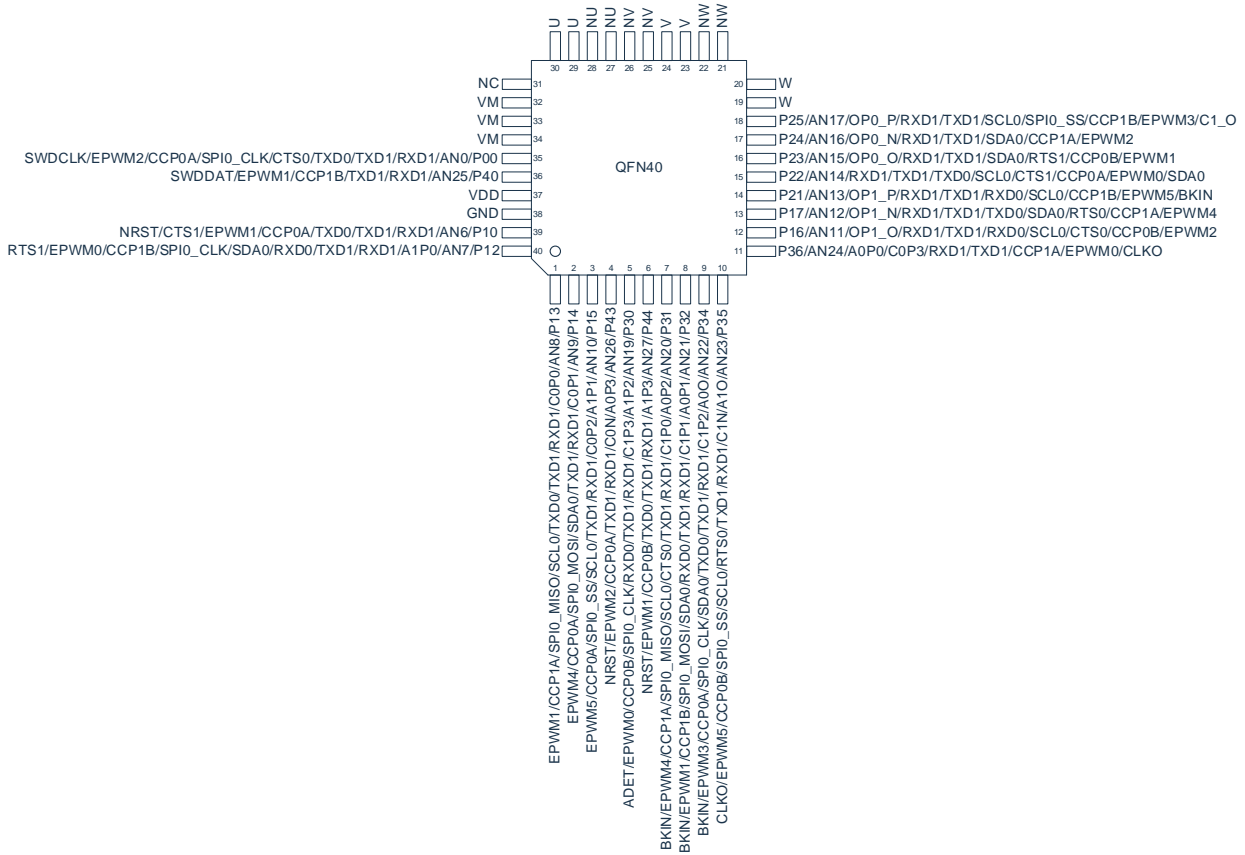 U
U
NU
NU
NV
NV
V
V
NW
NW
30
29
28
27
26
25
24
23
22
21
NC
31
VM
32
VM
33
VM
34
SWDCLK/EPWM2/CCP0A/SPI0_CLK/CTS0/TXD0/TXD1/RXD1/AN0/P00
35
SWDDAT/EPWM1/CCP1B/TXD1/RXD1/AN25/P40
36
VDD
37
GND
38
NRST/CTS1/EPWM1/CCP0A/TXD0/TXD1/RXD1/AN6/P10
39
RTS1/EPWM0/CCP1B/SPI0_CLK/SDA0/RXD0/TXD1/RXD1/A1P0/AN7/P12
40
QFN40
20
W
19
W
18
P25/AN17/OP0_P/RXD1/TXD1/SCL0/SPI0_SS/CCP1B/EPWM3/C1_O
17
P24/AN16/OP0_N/RXD1/TXD1/SDA0/CCP1A/EPWM2
16
P23/AN15/OP0_O/RXD1/TXD1/SDA0/RTS1/CCP0B/EPWM1
15
P22/AN14/RXD1/TXD1/TXD0/SCL0/CTS1/CCP0A/EPWM0/SDA0
14
P21/AN13/OP1_P/RXD1/TXD1/RXD0/SCL0/CCP1B/EPWM5/BKIN
13
P17/AN12/OP1_N/RXD1/TXD1/TXD0/SDA0/RTS0/CCP1A/EPWM4
12
P16/AN11/OP1_O/RXD1/TXD1/RXD0/SCL0/CTS0/CCP0B/EPWM2
11
P36/AN24/A0P0/C0P3/RXD1/TXD1/CCP1A/EPWM0/CLKO
1
2
3
4
5
6
7
8
9
10
EPWM1/CCP1A/SPI0_MISO/SCL0/TXD0/TXD1/RXD1/C0P0/AN8/P13
EPWM4/CCP0A/SPI0_MOSI/SDA0/TXD1/RXD1/C0P1/AN9/P14
EPWM5/CCP0A/SPI0_SS/SCL0/TXD1/RXD1/C0P2/A1P1/AN10/P15
NRST/EPWM2/CCP0A/TXD1/RXD1/C0N/A0P3/AN26/P43
ADET/EPWM0/CCP0B/SPI0_CLK/RXD0/TXD1/RXD1/C1P3/A1P2/AN19/P30
NRST/EPWM1/CCP0B/TXD0/TXD1/RXD1/A1P3/AN27/P44
BKIN/EPWM4/CCP1A/SPI0_MISO/SCL0/CTS0/TXD1/RXD1/C1P0/A0P2/AN20/P31
BKIN/EPWM1/CCP1B/SPI0_MOSI/SDA0/RXD0/TXD1/RXD1/C1P1/A0P1/AN21/P32
BKIN/EPWM3/CCP0A/SPI0_CLK/SDA0/TXD0/TXD1/RXD1/C1P2/A0O/AN22/P34
CLKO/EPWM5/CCP0B/SPI0_SS/SCL0/RTS0/TXD1/RXD1/C1N/A1O/AN23/P35